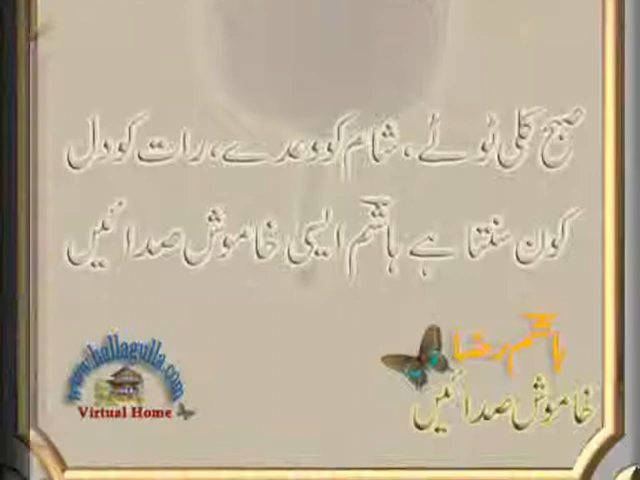 صبح کلی ٹوٹے، شام کو وعدے، رات کو دل
کون سنتا ہے ہاشم ایسی خاموش صدائیں
ہاشم رضا
خاموش صدائیں
www.hallagulla.com
Virtual Home